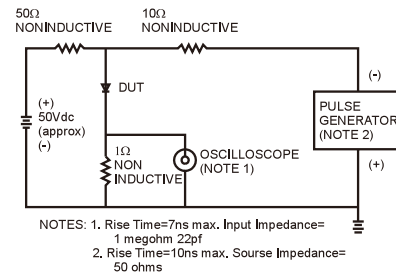 50Ω
NONINDUCTIVE
10Ω
NONINDUCTIVE
DUT
(+)
50Vdc
(approx)
(-)
1Ω
NON
INDUCTIVE
OSCILLOSCOPE
(NOTE 1)
(-)
PULSE
GENERATOR
(NOTE 2)
(+)
NOTES: 1. Rise Time=7ns max. Input Impedance=
1 megohm 22pf
2. Rise Time=10ns max. Sourse Impedance=
50 ohms